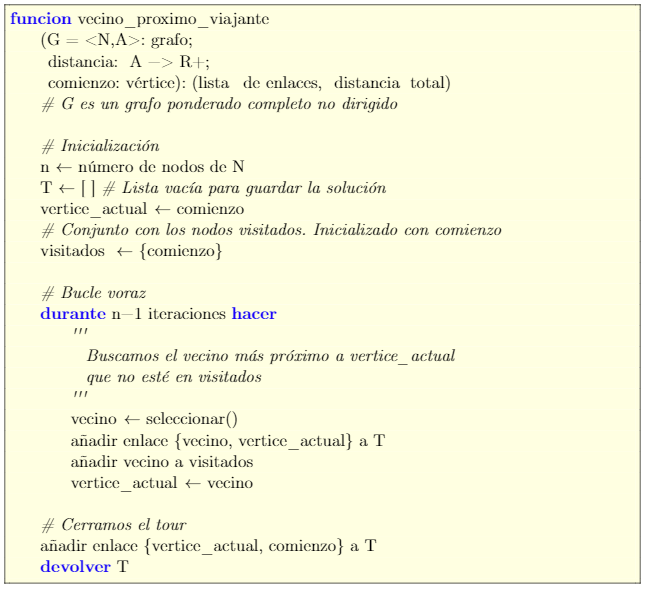 funcion vecino_proximo_viajante
(G = <N,A>: grafo;
distancia: A −> R+;
comienzo: vértice): (lista de enlaces, distancia total)
# G es un grafo ponderado completo no dirigido
# Inicialización
n ← número de nodos de N
T ← [ ] # Lista vacía para guardar la solución
vertice_actual ← comienzo
# Conjunto con los nodos visitados. Inicializado con comienzo
visitados ← {comienzo}
# Bucle voraz
durante n−1 iteraciones hacer
'''
Buscamos el vecino más próximo a vertice_actual
que no esté en visitados
'''
vecino ← seleccionar()
añadir enlace {vecino, vertice_actual} a T
añadir vecino a visitados
vertice_actual ← vecino
# Cerramos el tour
añadir enlace {vertice_actual, comienzo} a T
devolver T